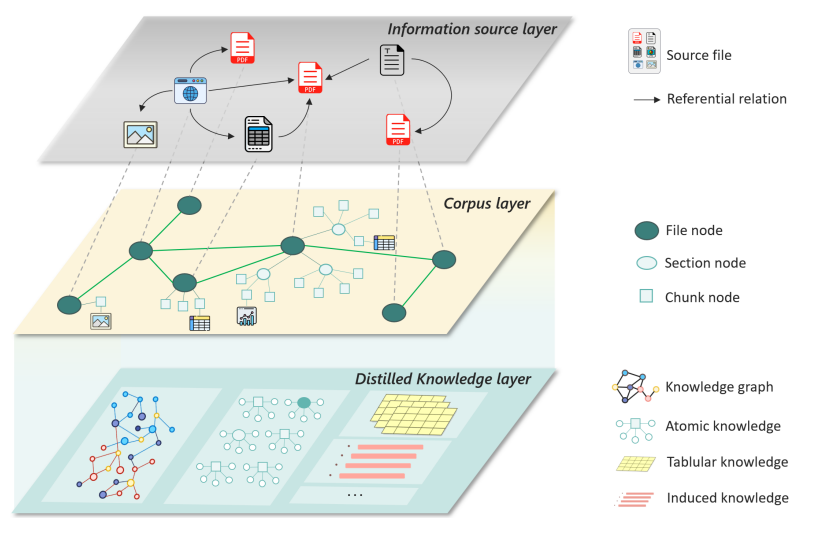 Information source layer
PDF
PDF
T
PDF
Source file
Referential relation
Corpus layer
File node
Section node
Chunk node
Distilled Knowledge layer
...
Knowledge graph
Atomic knowledge
Tablular knowledge
Induced knowledge